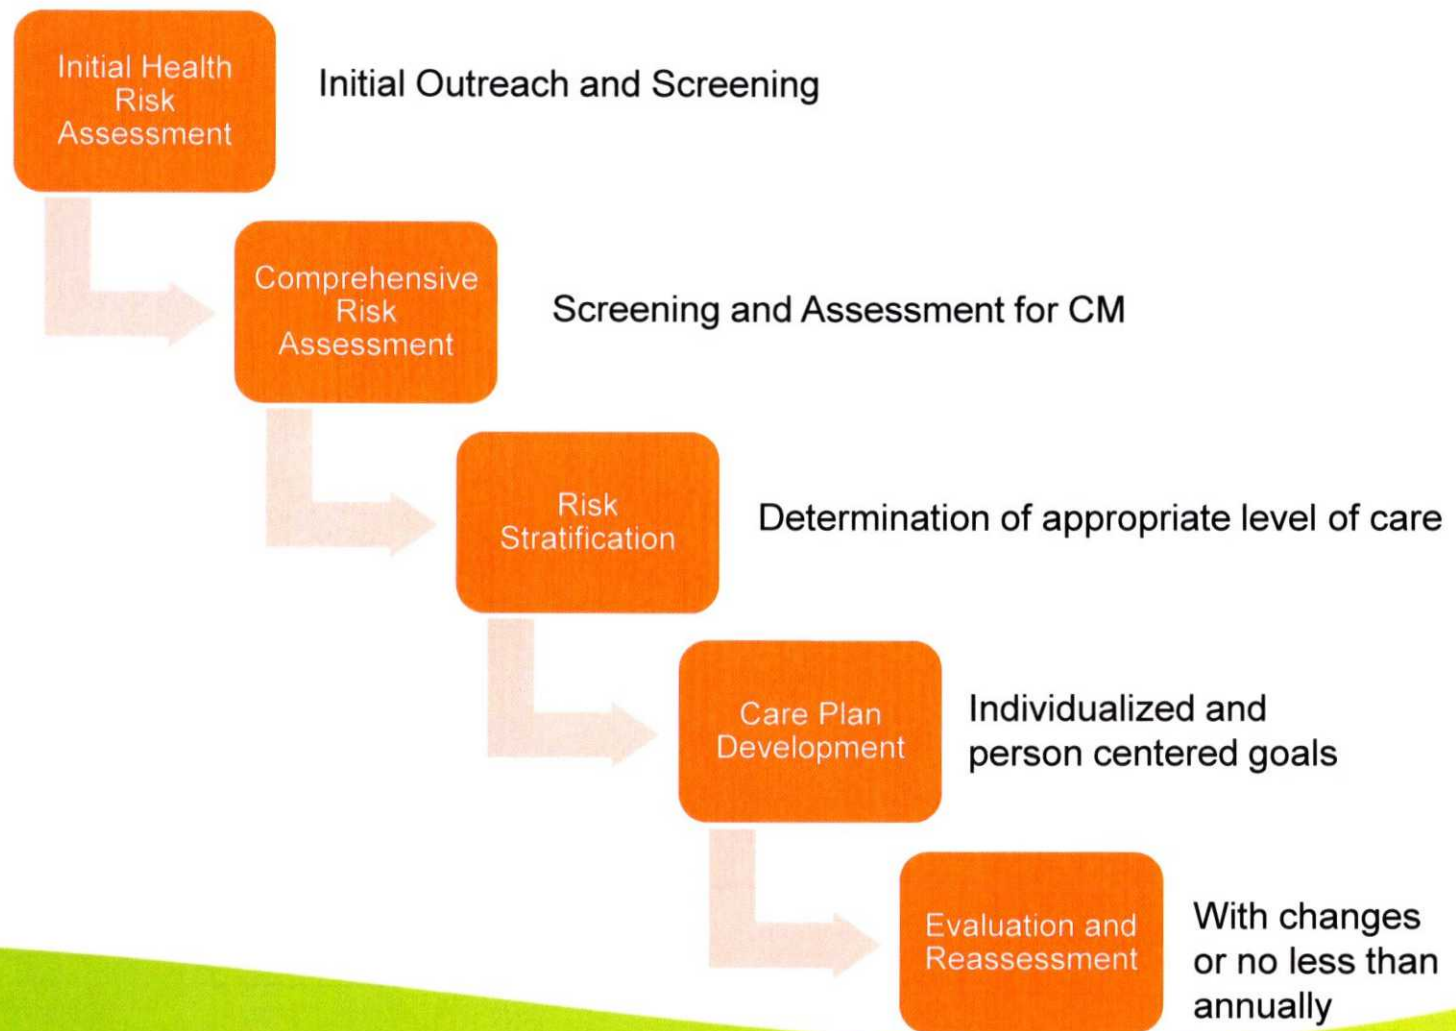 Initial Health
Risk
Assessment
Initial Outreach and Screening
Comprehensive
Risk
Assessment
Screening and Assessment for CM
Risk
Stratification
Determination of appropriate level of care
Care Plan
Development
Individualized and
person centered goals
Evaluation and
Reassessment
With changes
or no less than
annually